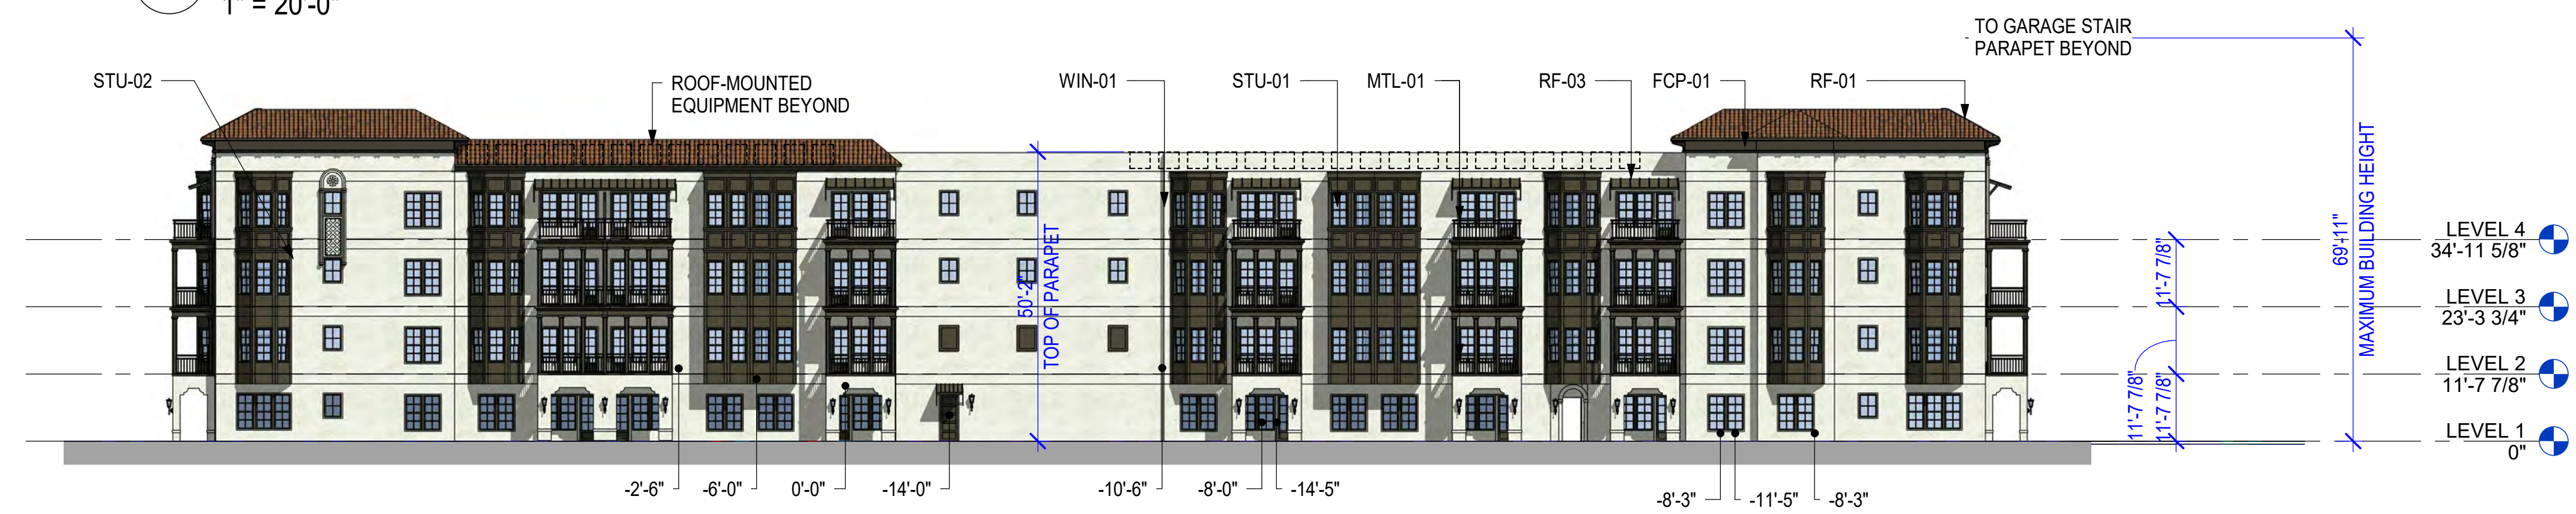 1" = 20'-0"
TO GARAGE STAIR
PARAPET BEYOND
STU-02
ROOF-MOUNTED
EQUIPMENT BEYOND
WIN-01
STU-01
MTL-01
RF-03
FCP-01
RF-01
50'-2"
TOP OF PARAPET
69'-11"
MAXIMUM BUILDING HEIGHT
11'-7 7/8"
11'-7 7/8"
11'-7 7/8"
LEVEL 4
34'-11 5/8"
LEVEL 3
23'-3 3/4"
LEVEL 2
11'-7 7/8"
LEVEL 1
0"
-2'-6"
-6'-0"
0'-0"
-14'-0"
-10'-6"
-8'-0"
-14'-5"
-8'-3"
-11'-5"
-8'-3"